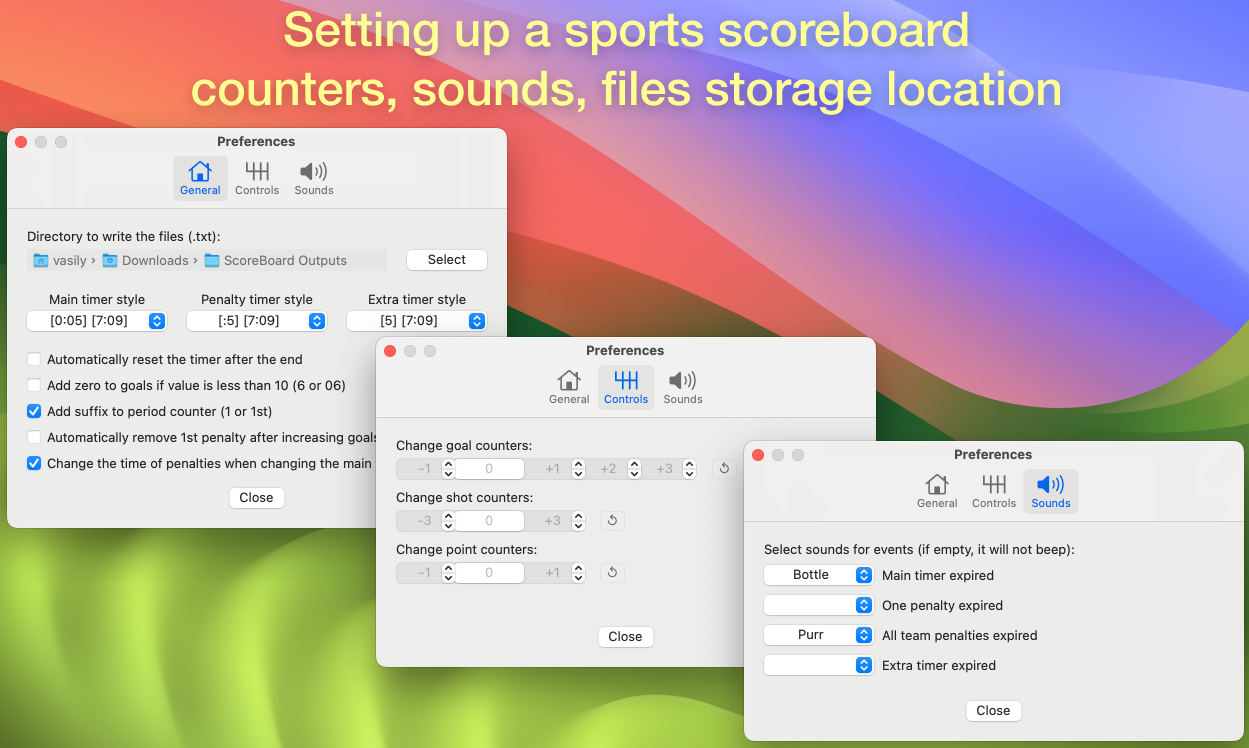 Setting up a sports scoreboard
counters, sounds, files storage location
Preferences
General Controls Sounds
Directory to write the files (.txt):
vasily › Downloads › ScoreBoard Outputs
Select
Main timer style Penalty timer style Extra timer style
[0:05] [7:09] [:5] [7:09] [5] [7:09]
Automatically reset the timer after the end
Add zero to goals if value is less than 10 (6 or 06)
Add suffix to period counter (1 or 1st)
Automatically remove 1st penalty after increasing goals
Change the time of penalties when changing the main
Close
Preferences
General Controls Sounds
Change goal counters:
-1 0 +1 +2 +3
Change shot counters:
-3 0 +3
Change point counters:
-1 0 +1
Close
Preferences
General Controls Sounds
Select sounds for events (if empty, it will not beep):
Bottle Main timer expired
One penalty expired
Purr All team penalties expired
Extra timer expired
Close